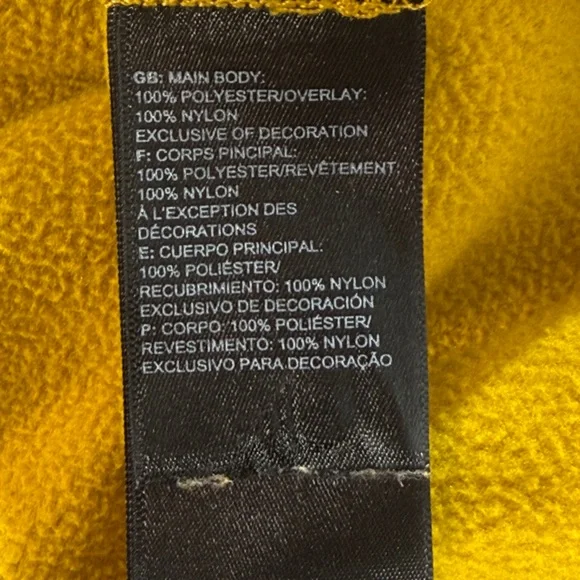 GB: MAIN BODY:
100% POLYESTER/OVERLAY:
100% NYLON
EXCLUSIVE OF DECORATION
F: CORPS PINCIPAL:
100% POLYESTER/REVÊTEMENT:
100% NYLON
À L'EXCEPTION DES
DÉCORATIONS
E: CUERPO PRINCIPAL:
100% POLIÉSTER/
RECUBRIMIENTO: 100% NYLON
EXCLUSIVO DE DECORACIÓN
P: CORPO: 100% POLIÉSTER/
REVESTIMENTO: 100% NYLON
EXCLUSIVO PARA DECORAÇÃO